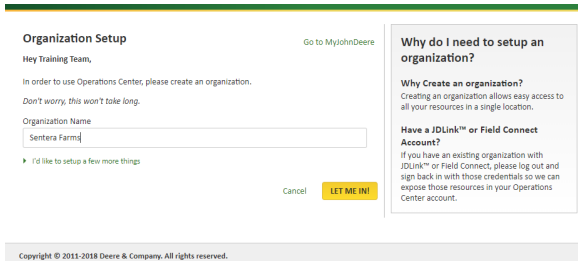 Organization Setup
Go to MyJohnDeere
Hey Training Team,
In order to use Operations Center, please create an organization.
Don't worry, this won't take long.
Organization Name
Sentera Farms
I'd like to setup a few more things
Cancel
LET ME IN!
Why do I need to setup an
organization?
Why Create an organization?
Creating an organization allows easy access to
all your resources in a single location.
Have a JDLink™ or Field Connect
Account?
If you have an existing organization with
JDLink™ or Field Connect, please log out and
sign back in with those credentials so we can
expose those resources in your Operations
Center account.
Copyright © 2011-2018 Deere & Company. All rights reserved.